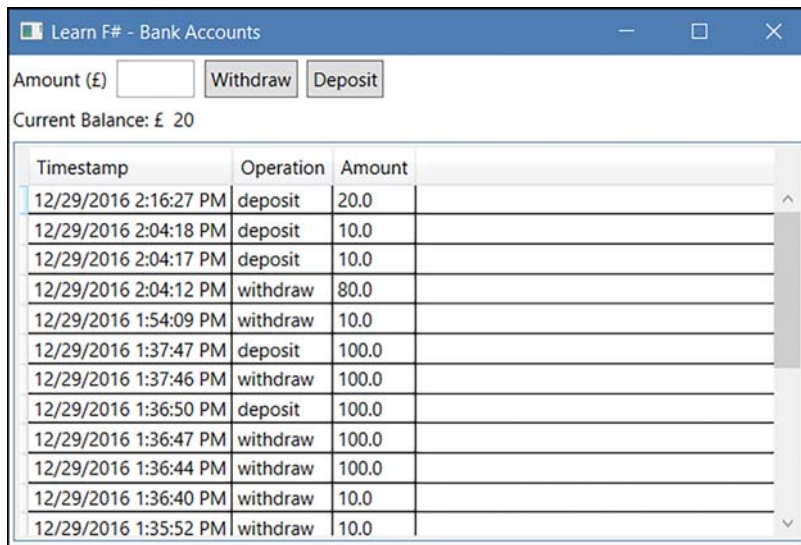 Learn F# - Bank Accounts
Amount (£) Withdraw Deposit
Current Balance: £ 20
Timestamp Operation Amount
12/29/2016 2:16:27 PM deposit 20.0
12/29/2016 2:04:18 PM deposit 10.0
12/29/2016 2:04:17 PM deposit 10.0
12/29/2016 2:04:12 PM withdraw 80.0
12/29/2016 1:54:09 PM withdraw 10.0
12/29/2016 1:37:47 PM deposit 100.0
12/29/2016 1:37:46 PM withdraw 100.0
12/29/2016 1:36:50 PM deposit 100.0
12/29/2016 1:36:47 PM withdraw 100.0
12/29/2016 1:36:44 PM withdraw 100.0
12/29/2016 1:36:40 PM withdraw 10.0
12/29/2016 1:35:52 PM withdraw 10.0